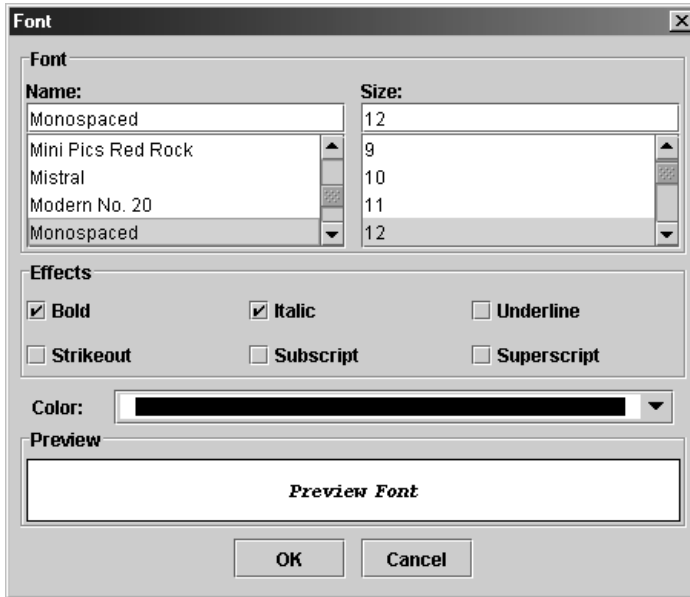 Font
Font
Name: Size:
Monospaced 12
Mini Pics Red Rock 9
Mistral 10
Modern No. 20 11
Monospaced 12
Effects
Bold Italic Underline
Strikeout Subscript Superscript
Color:
Preview
Preview Font
OK Cancel